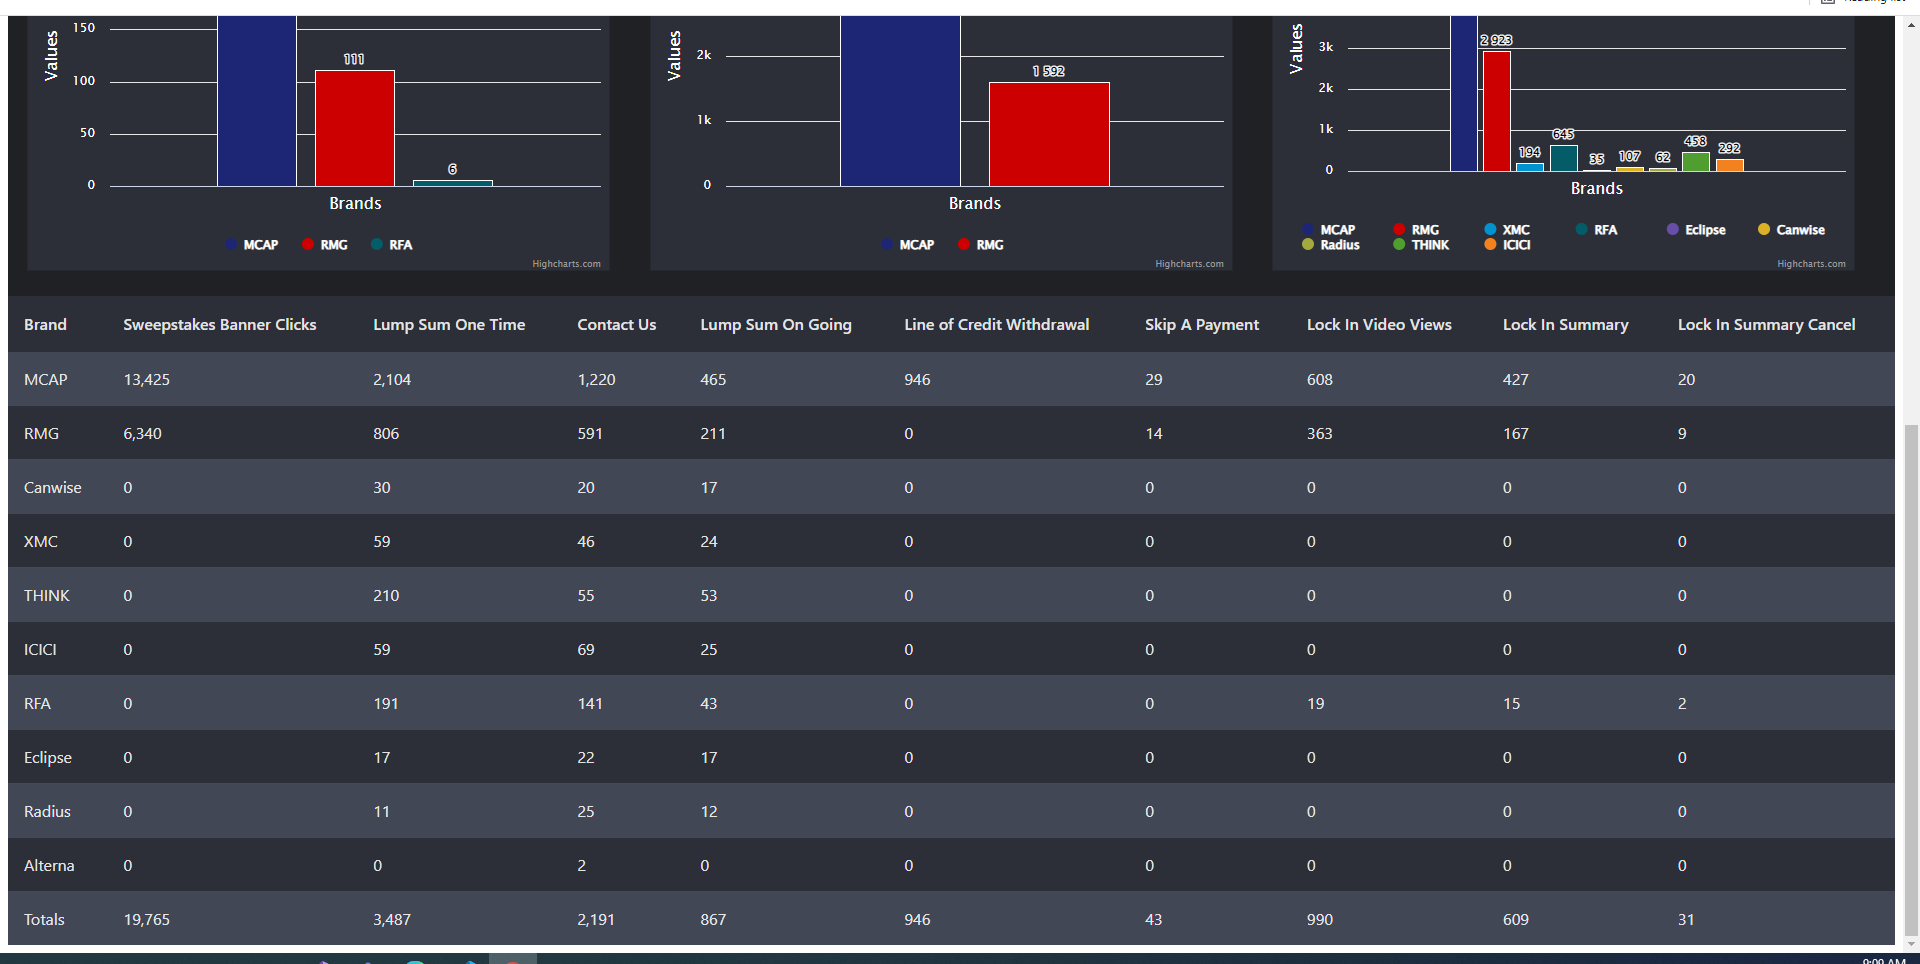 Values
150
100
50
0
111
6
Brands
MCAP RMG RFA
Highcharts.com
Values
2k
1k
0
1 592
Brands
MCAP RMG
Highcharts.com
Values
3k
2k
1k
0
2 923
194
645
35
107
62
458
292
Brands
MCAP RMG XMC RFA Eclipse Canwise
Radius THINK ICICI
Highcharts.com
Brand Sweepstakes Banner Clicks Lump Sum One Time Contact Us Lump Sum On Going Line of Credit Withdrawal Skip A Payment Lock In Video Views Lock In Summary Lock In Summary Cancel
MCAP 13,425 2,104 1,220 465 946 29 608 427 20
RMG 6,340 806 591 211 0 14 363 167 9
Canwise 0 30 20 17 0 0 0 0 0
XMC 0 59 46 24 0 0 0 0 0
THINK 0 210 55 53 0 0 0 0 0
ICICI 0 59 69 25 0 0 0 0 0
RFA 0 191 141 43 0 0 19 15 2
Eclipse 0 17 22 17 0 0 0 0 0
Radius 0 11 25 12 0 0 0 0 0
Alterna 0 0 2 0 0 0 0 0 0
Totals 19,765 3,487 2,191 867 946 43 990 609 31